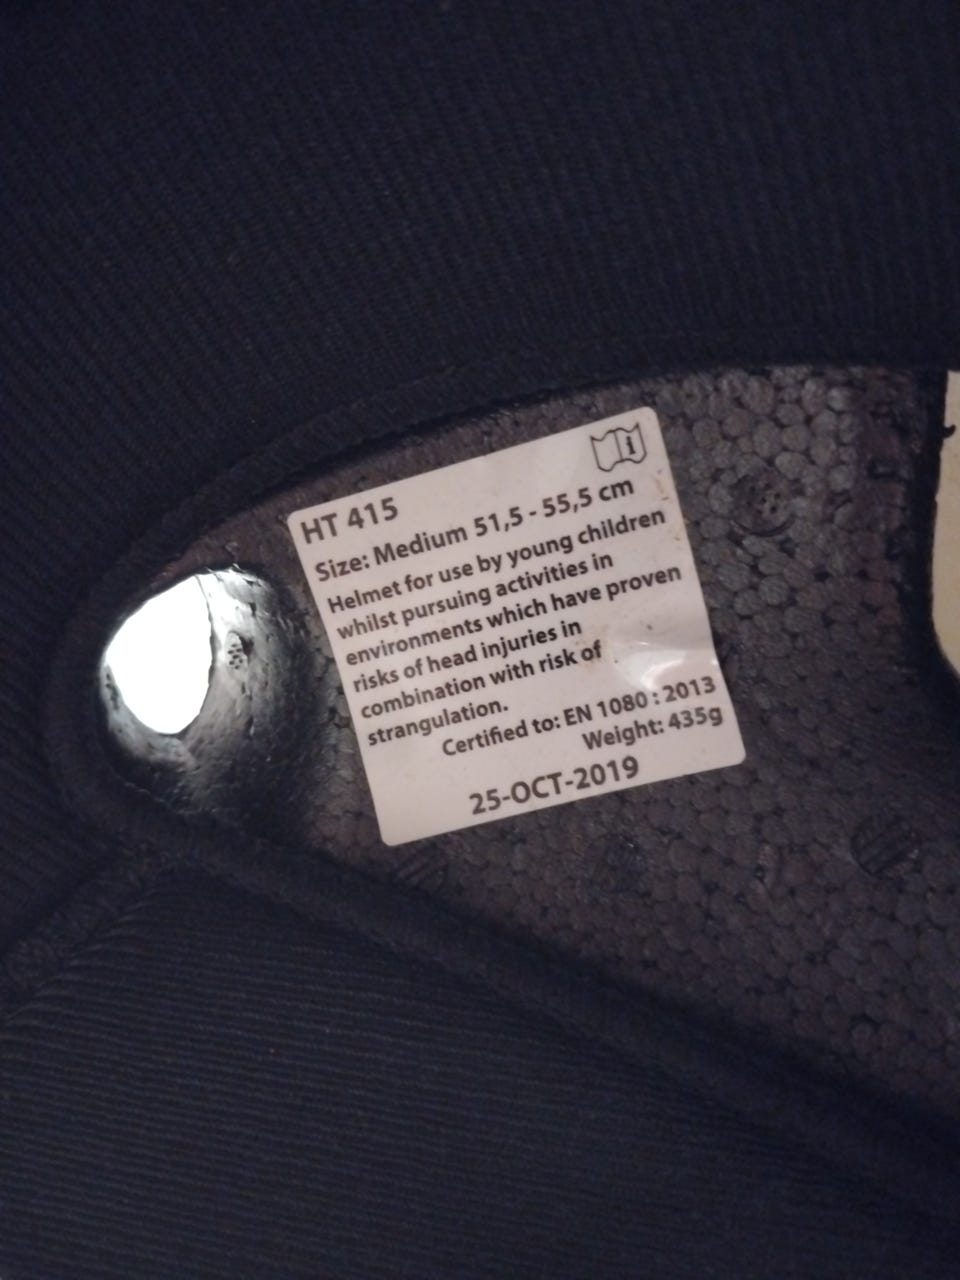 i
HT 415
Size: Medium 51,5 - 55,5 cm
Helmet for use by young children
whilst pursuing activities in
environments which have proven
risks of head injuries in
combination with risk of
strangulation.
Certified to: EN 1080 : 2013
Weight: 435g
25-OCT-2019